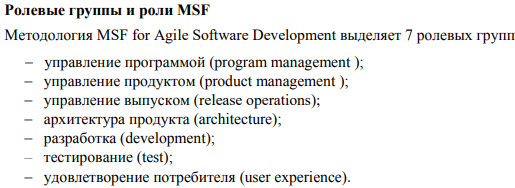 Ролевые группы и роли MSF
Методология MSF for Agile Software Development выделяет 7 ролевых групп
– управление программой (program management );
– управление продуктом (product management );
– управление выпуском (release operations);
– архитектура продукта (architecture);
– разработка (development);
– тестирование (test);
– удовлетворение потребителя (user experience).